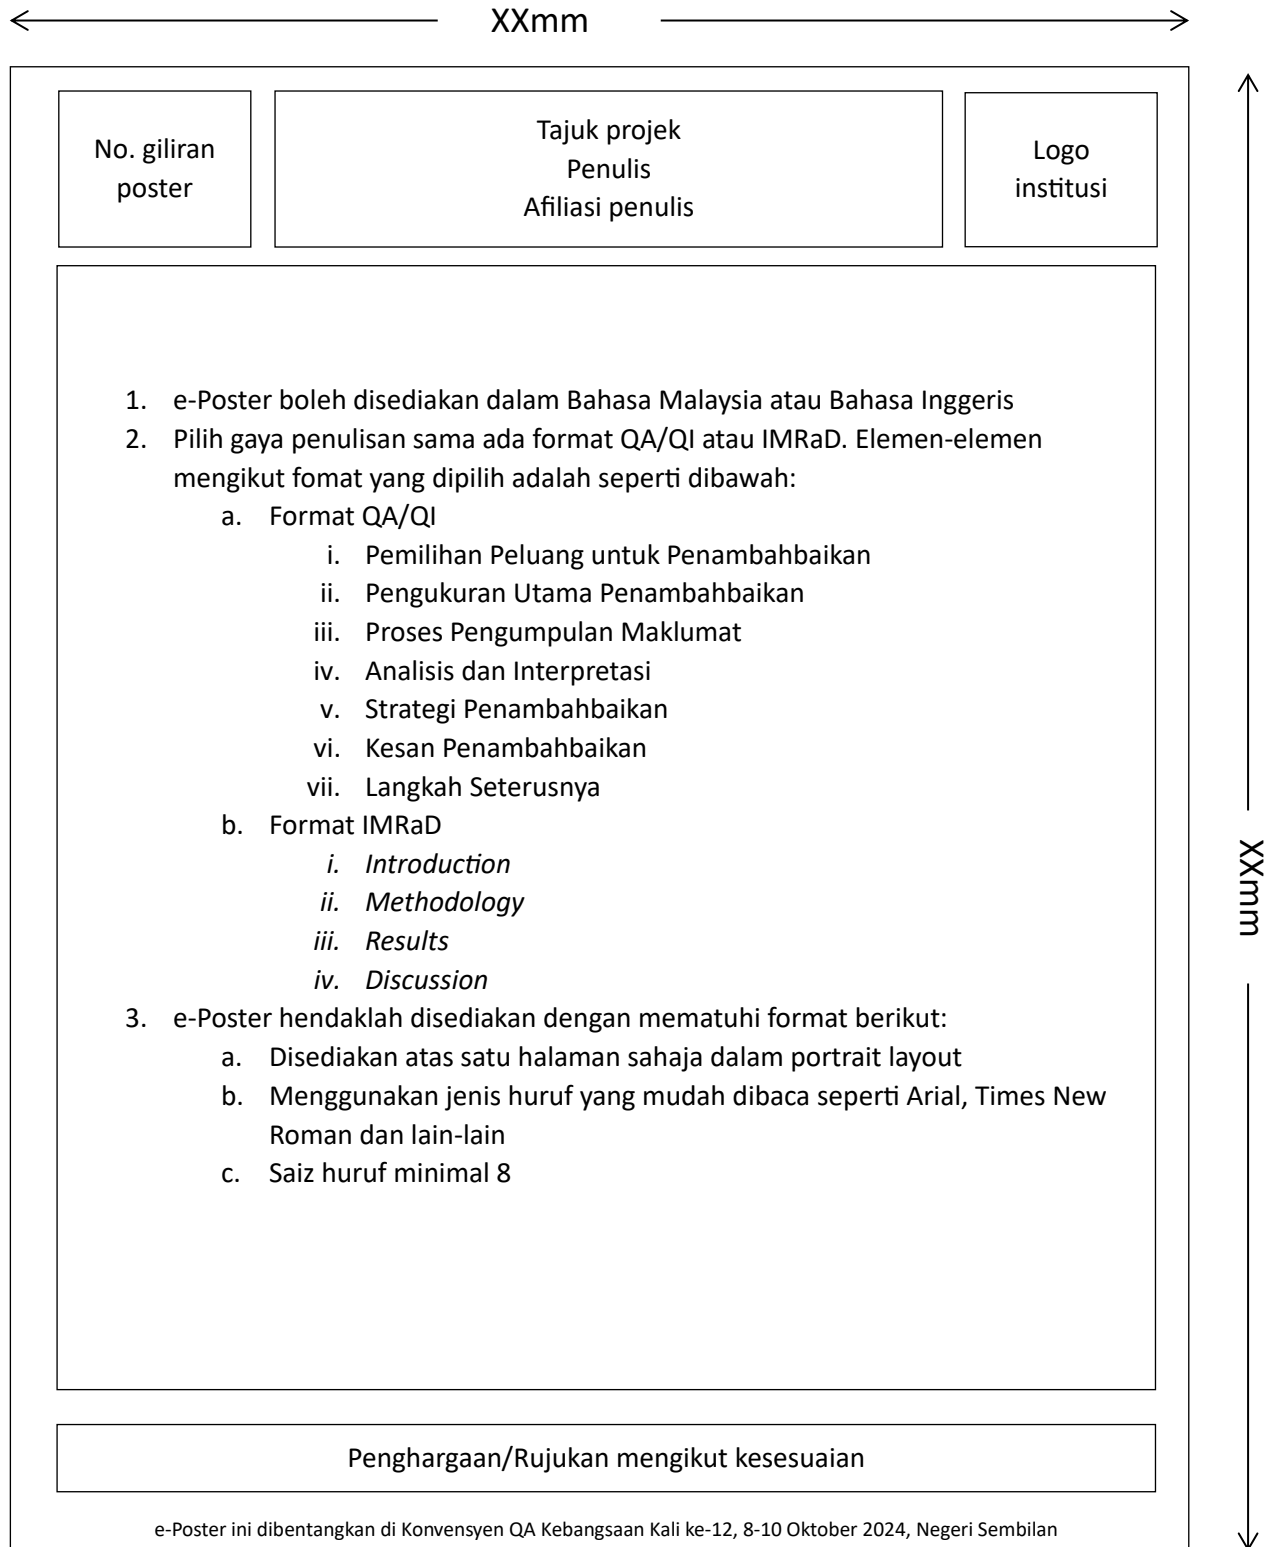 XXmm
No. giliran
poster
Tajuk projek
Penulis
Afiliasi penulis
Logo
institusi
1. e-Poster boleh disediakan dalam Bahasa Malaysia atau Bahasa Inggeris
2. Pilih gaya penulisan sama ada format QA/QI atau IMRaD. Elemen-elemen
mengikut fomat yang dipilih adalah seperti dibawah:
a. Format QA/QI
i. Pemilihan Peluang untuk Penambahbaikan
ii. Pengukuran Utama Penambahbaikan
iii. Proses Pengumpulan Maklumat
iv. Analisis dan Interpretasi
v. Strategi Penambahbaikan
vi. Kesan Penambahbaikan
vii. Langkah Seterusnya
b. Format IMRaD
i. Introduction
ii. Methodology
iii. Results
iv. Discussion
3. e-Poster hendaklah disediakan dengan mematuhi format berikut:
a. Disediakan atas satu halaman sahaja dalam portrait layout
b. Menggunakan jenis huruf yang mudah dibaca seperti Arial, Times New
Roman dan lain-lain
c. Saiz huruf minimal 8
XXmm
Penghargaan/Rujukan mengikut kesesuaian
e-Poster ini dibentangkan di Konvensyen QA Kebangsaan Kali ke-12, 8-10 Oktober 2024, Negeri Sembilan